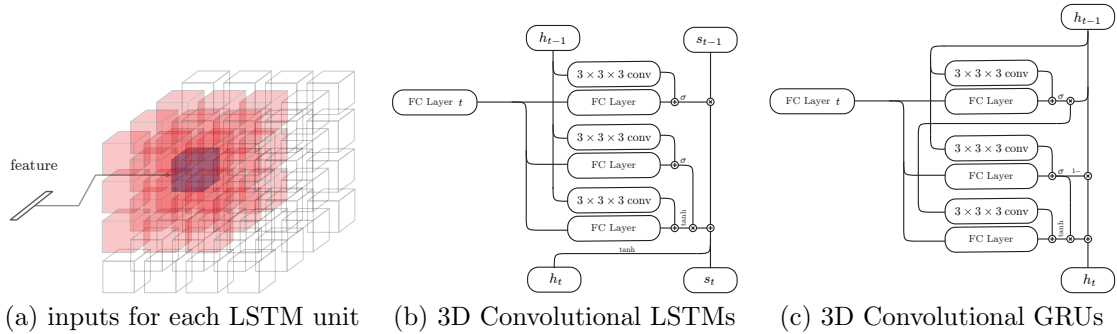 feature
(a) inputs for each LSTM unit
h_{t−1}
s_{t−1}
3 × 3 × 3 conv
σ
FC Layer t
FC Layer
3 × 3 × 3 conv
FC Layer
σ
3 × 3 × 3 conv
tanh
FC Layer
tanh
h_t
s_t
(b) 3D Convolutional LSTMs
h_{t−1}
3 × 3 × 3 conv
σ
FC Layer t
FC Layer
3 × 3 × 3 conv
σ
1−
FC Layer
3 × 3 × 3 conv
tanh
FC Layer
h_t
(c) 3D Convolutional GRUs